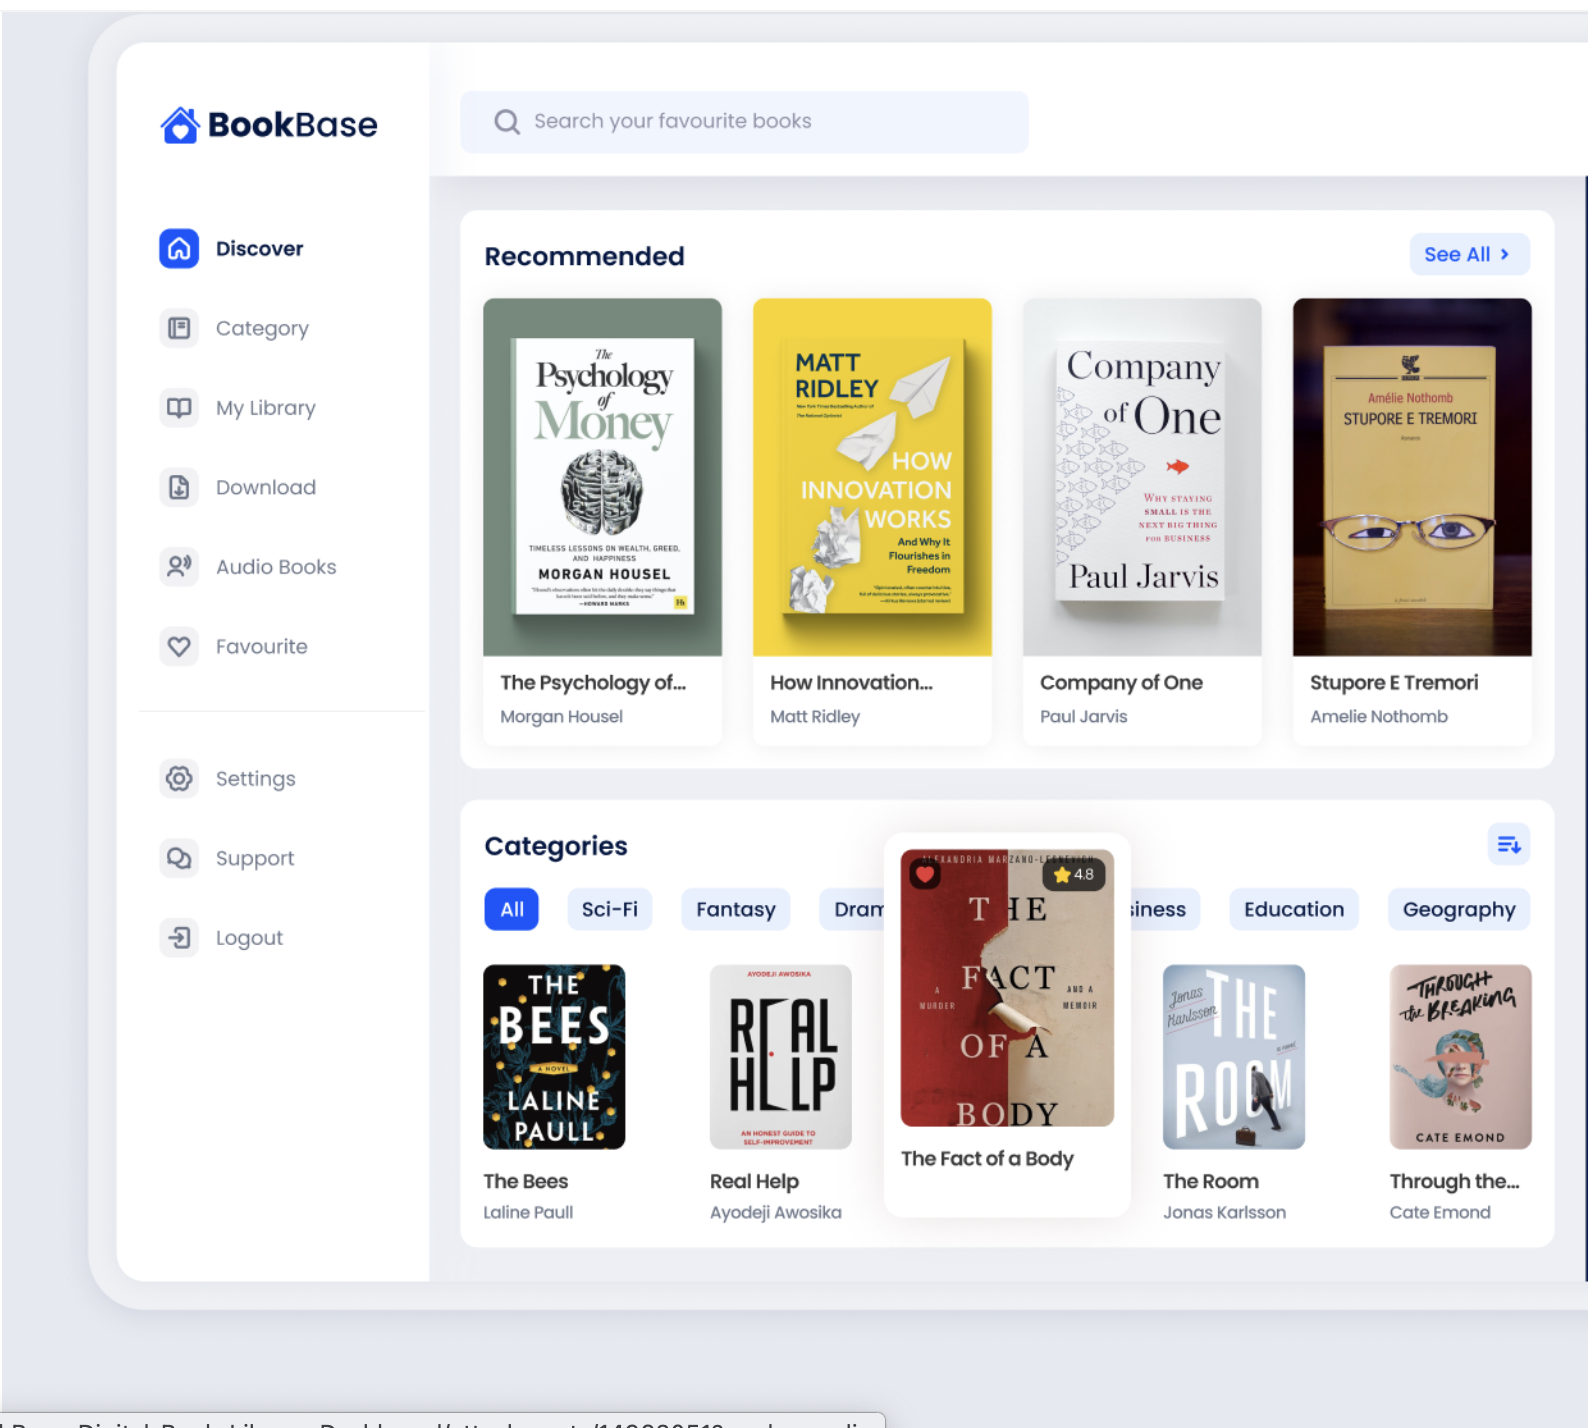 BookBase
Search your favourite books
Discover
Category
My Library
Download
Audio Books
Favourite
Settings
Support
Logout
Recommended
See All
The
Psychology
of
Money
TIMELESS LESSONS ON WEALTH, GREED,
AND HAPPINESS
MORGAN HOUSEL
—HOWARD MARKS
The Psychology of...
Morgan Housel
MATT
RIDLEY
HOW
INNOVATION
WORKS
And Why It
Flourishes in
Freedom
How Innovation...
Matt Ridley
Company
of One
WHY STAYING
SMALL IS THE
NEXT BIG THING
FOR BUSINESS
Paul Jarvis
Company of One
Paul Jarvis
Amélie Nothomb
STUPORE E TREMORI
Stupore E Tremori
Amelie Nothomb
Categories
All
Sci-Fi
Fantasy
Dram
iness
Education
Geography
THE
BEES
A NOVEL
LALINE
PAULL
The Bees
Laline Paull
AYODEJI AWOSIKA
REAL
HELP
AN HONEST GUIDE TO
SELF-IMPROVEMENT
Real Help
Ayodeji Awosika
ALEXANDRIA MARZANO-LESNEVICH
4.8
THE
FACT
A MURDER
AND A MEMOIR
OF A
BODY
The Fact of a Body
Jonas
Karlsson
THE
ROOM
The Room
Jonas Karlsson
THROUGH
the BREAKING
CATE EMOND
Through the...
Cate Emond